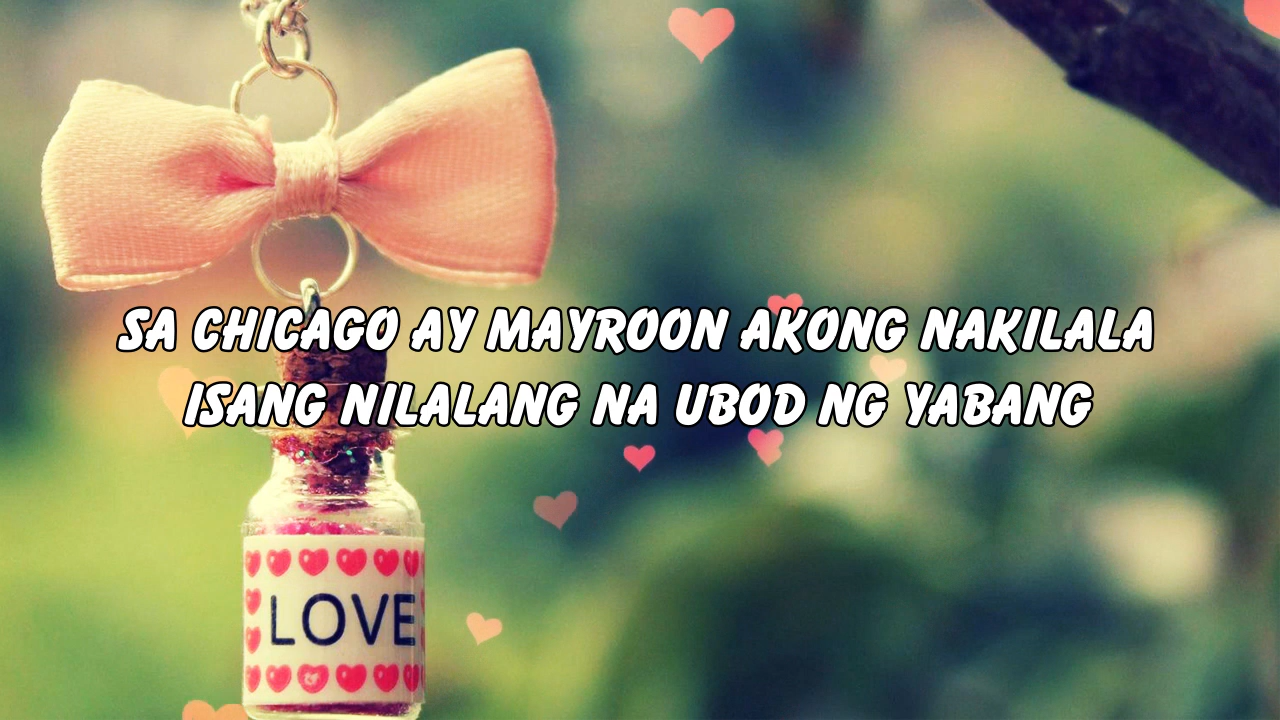 SA CHICAGO AY MAYROON AKONG NAKILALA
ISANG NILALANG NA UBOD NG YABANG
LOVE